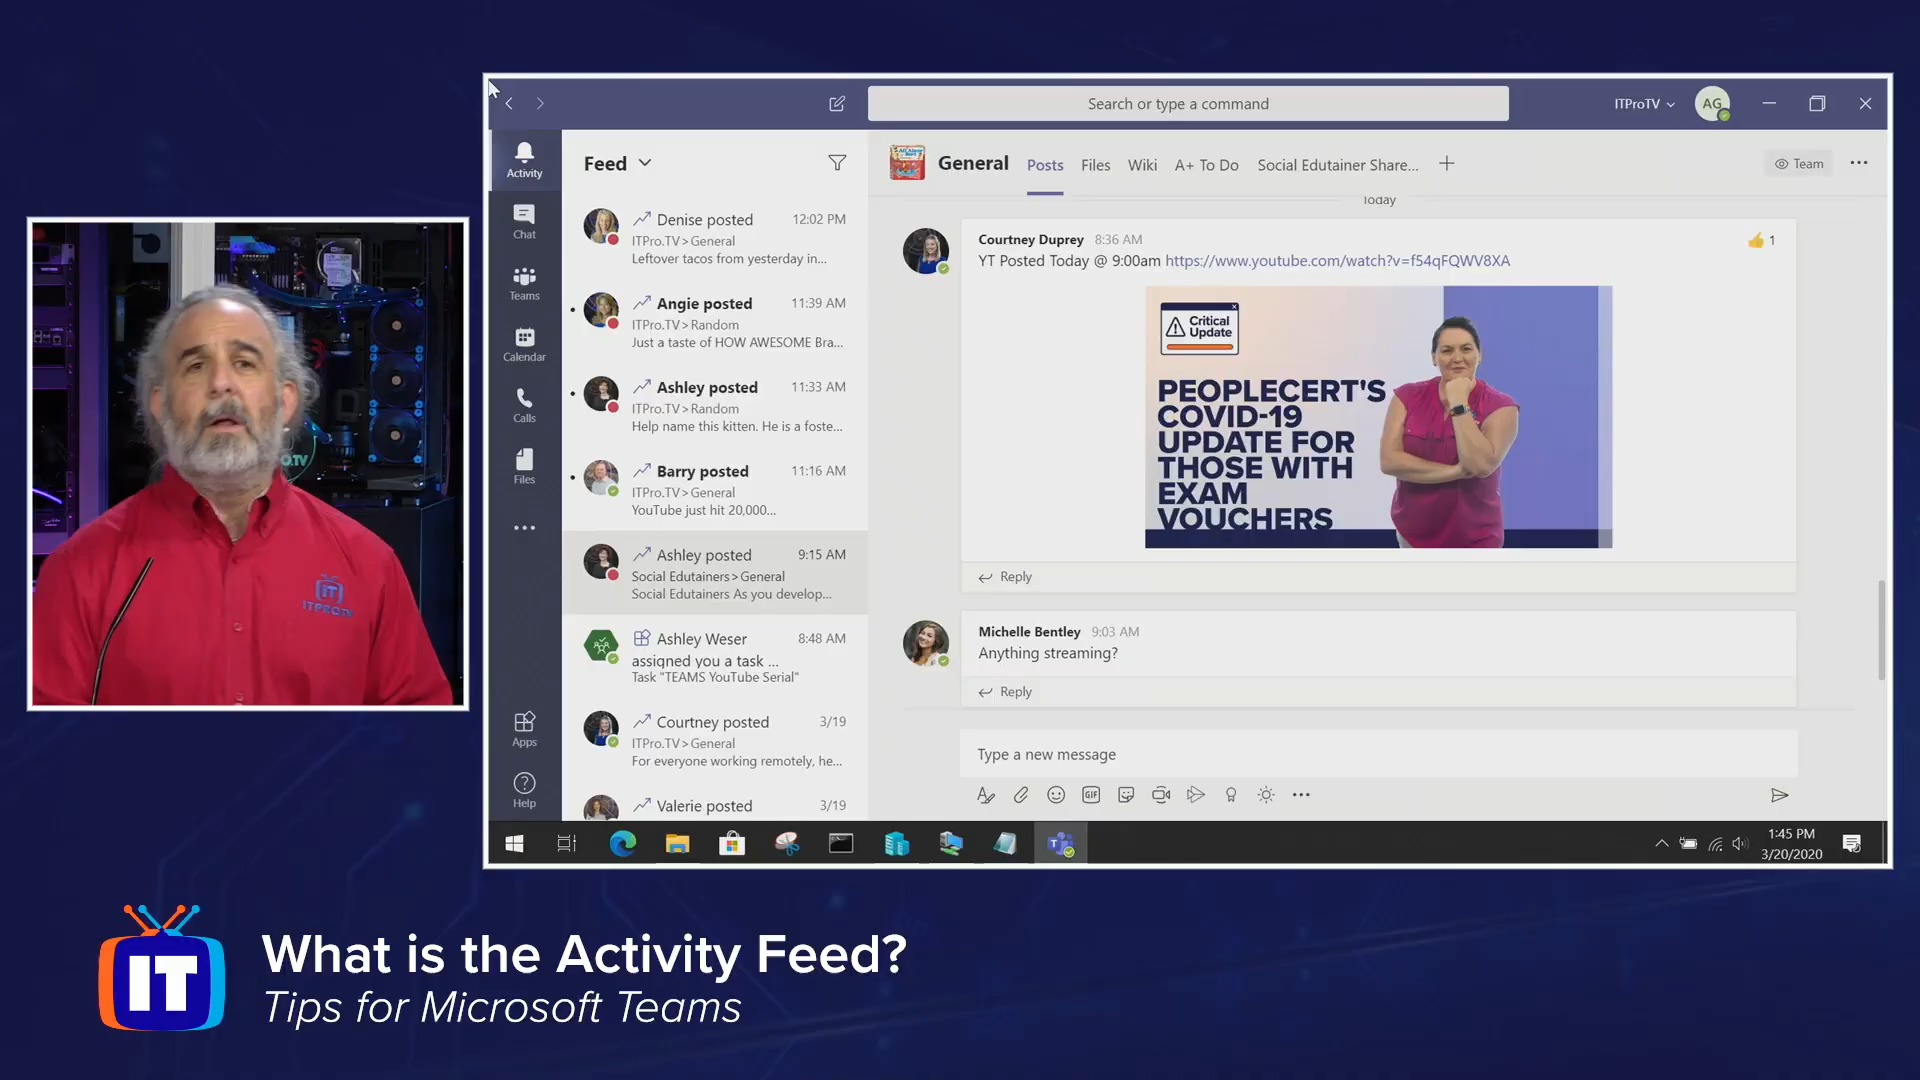 Search or type a command
ITProTV
AG
Activity
Chat
Teams
Calendar
Calls
Files
Apps
Help
Feed
Denise posted 12:02 PM
ITPro.TV > General
Leftover tacos from yesterday in...
Angie posted 11:39 AM
ITPro.TV > Random
Just a taste of HOW AWESOME Bra...
Ashley posted 11:33 AM
ITPro.TV > Random
Help name this kitten. He is a foste...
Barry posted 11:16 AM
ITPro.TV > General
YouTube just hit 20,000...
Ashley posted 9:15 AM
Social Edutainers > General
Social Edutainers As you develop...
Ashley Weser 8:48 AM
assigned you a task ...
Task "TEAMS YouTube Serial"
Courtney posted 3/19
ITPro.TV > General
For everyone working remotely, he...
Valerie posted 3/19
General Posts Files Wiki A+ To Do Social Edutainer Share... Team
Today
Courtney Duprey 8:36 AM 1
YT Posted Today @ 9:00am https://www.youtube.com/watch?v=f54qFQWV8XA
Critical
Update
PEOPLECERT'S
COVID-19
UPDATE FOR
THOSE WITH
EXAM
VOUCHERS
Reply
Michelle Bentley 9:03 AM
Anything streaming?
Reply
Type a new message
GIF
1:45 PM
3/20/2020
IT
ITPROTV
IT
What is the Activity Feed?
Tips for Microsoft Teams